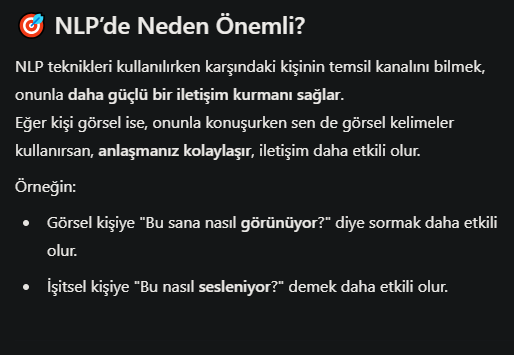 🎯 NLP’de Neden Önemli?
NLP teknikleri kullanılırken karşındaki kişinin temsil kanalını bilmek,
onunla daha güçlü bir iletişim kurmanı sağlar.
Eğer kişi görsel ise, onunla konuşurken sen de görsel kelimeler
kullanırsan, anlaşmanız kolaylaşır, iletişim daha etkili olur.
Örneğin:
• Görsel kişiye "Bu sana nasıl görünüyor?" diye sormak daha etkili
olur.
• İşitsel kişiye "Bu nasıl sesleniyor?" demek daha etkili olur.